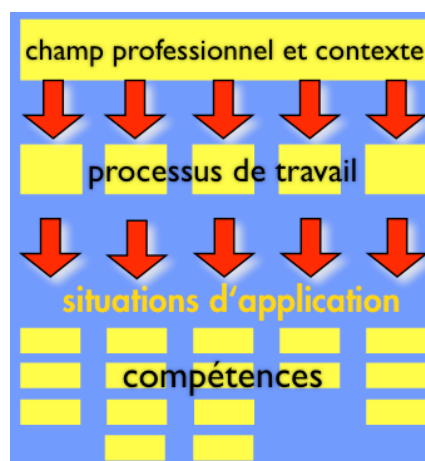 champ professionnel et contexte
processus de travail
situations d'application
compétences